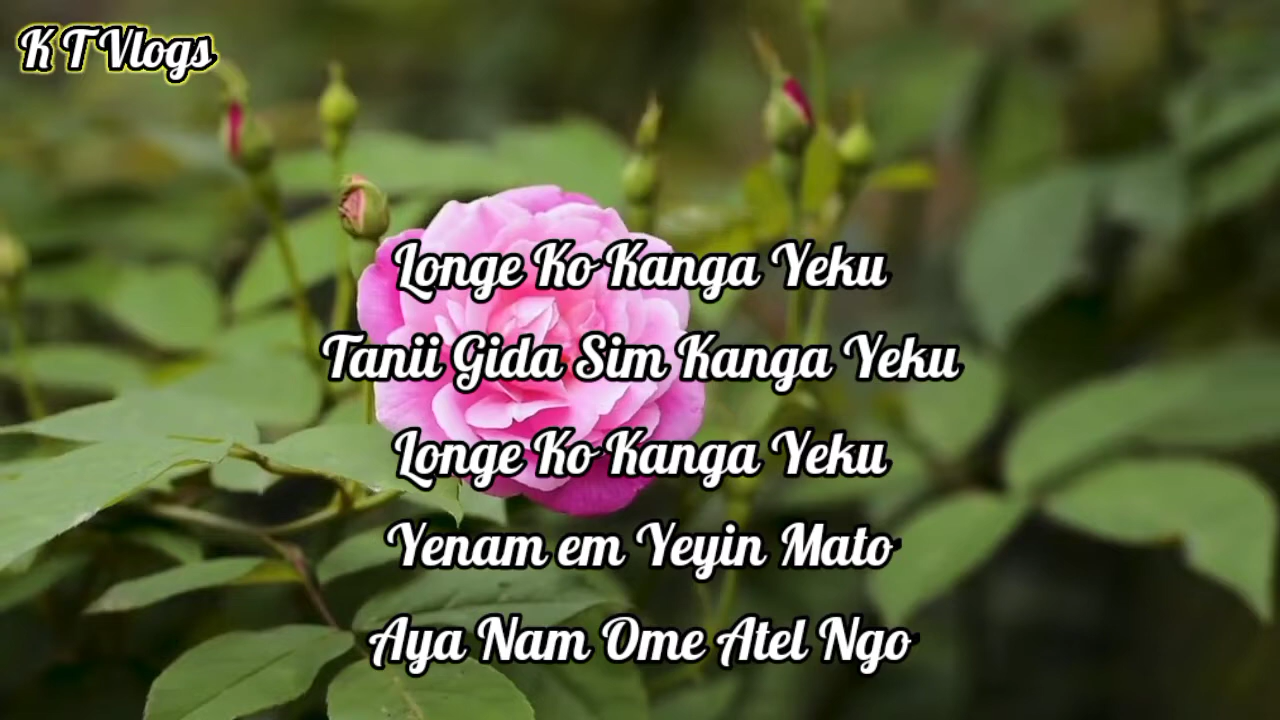 K T Vlogs
Longe Ko Kanga Yeku
Tanii Gida Sim Kanga Yeku
Longe Ko Kanga Yeku
Yenam em Yeyin Mato
Aya Nam Ome Atel Ngo